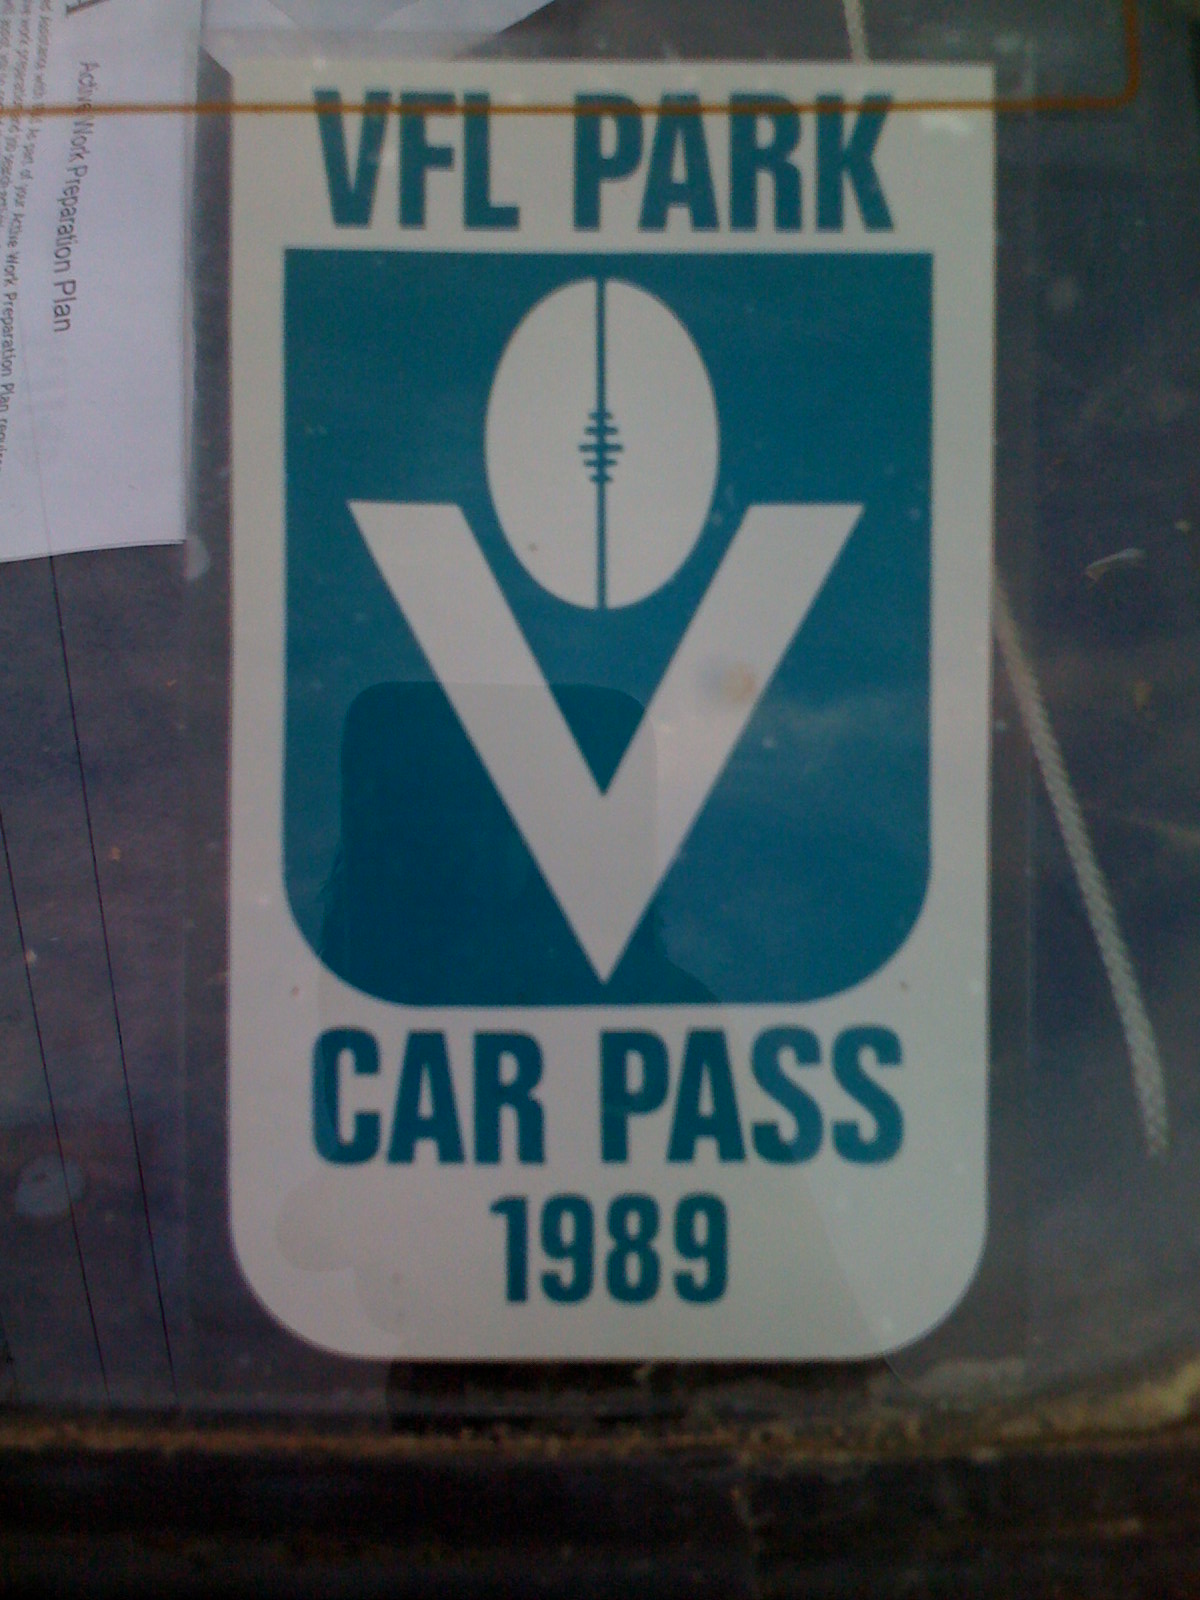 VFL PARK
CAR PASS
1989
Active Work Preparation Plan